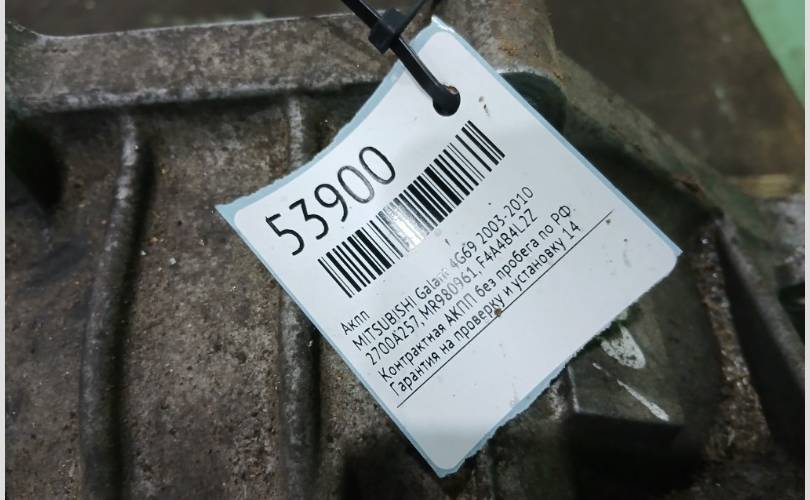 53900
Акпп
MITSUBISHI Galant 4G69 2003-2010
2700A257, MR980961, F4A4B4L2Z
Контрактная АКПП без пробега по РФ.
Гарантия на проверку и установку 14